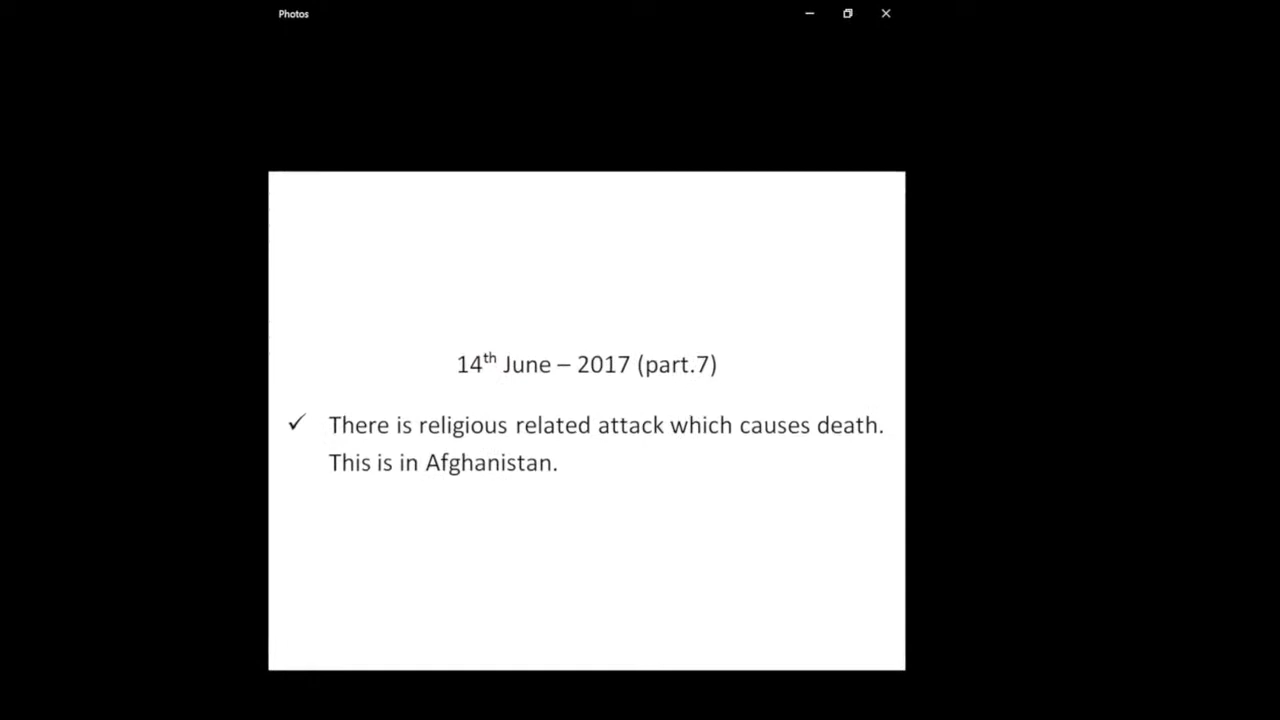 Photos
14th June – 2017 (part.7)
✓ There is religious related attack which causes death.
This is in Afghanistan.